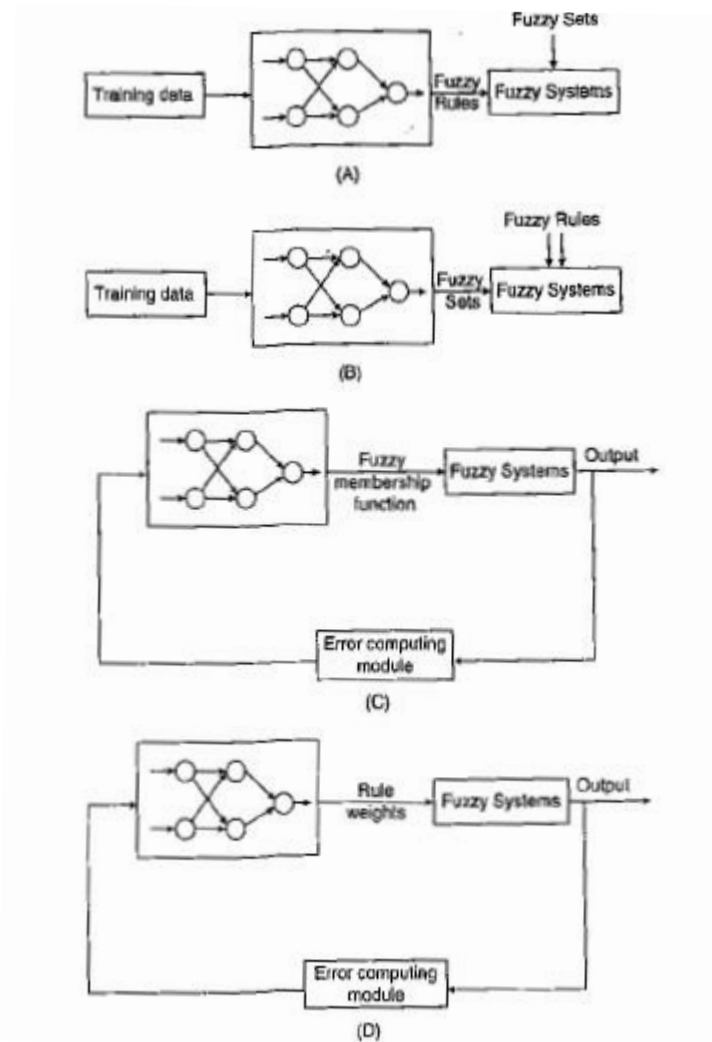 Fuzzy Sets
Training data
Fuzzy
Rules
Fuzzy Systems
(A)
Fuzzy Rules
Training data
Fuzzy
Sets
Fuzzy Systems
(B)
Fuzzy
membership
function
Fuzzy Systems
Output
Error computing
module
(C)
Rule
weights
Fuzzy Systems
Output
Error computing
module
(D)